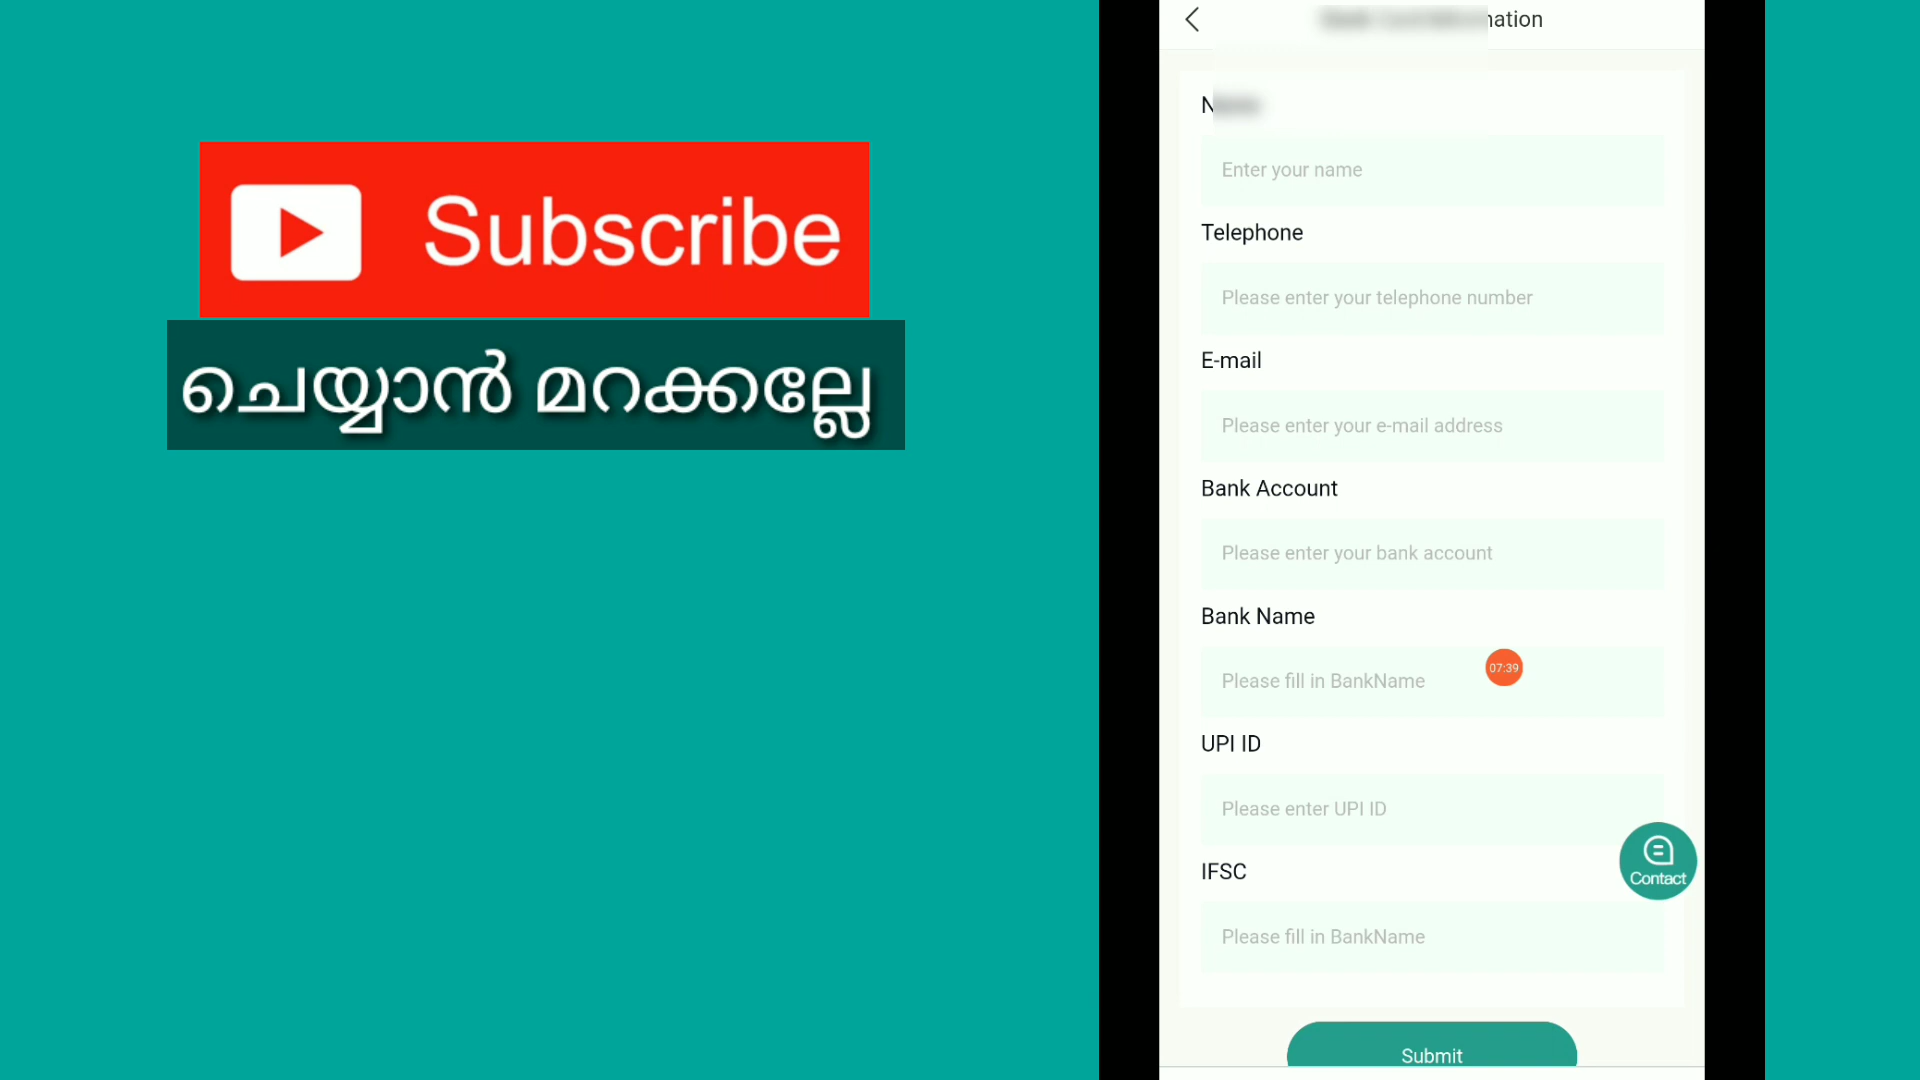 Subscribe
ചെയ്യാൻ മറക്കല്ലേ
Enter your name
Telephone
Please enter your telephone number
E-mail
Please enter your e-mail address
Bank Account
Please enter your bank account
Bank Name
Please fill in BankName
07:39
UPI ID
Please enter UPI ID
Contact
IFSC
Please fill in BankName
Submit